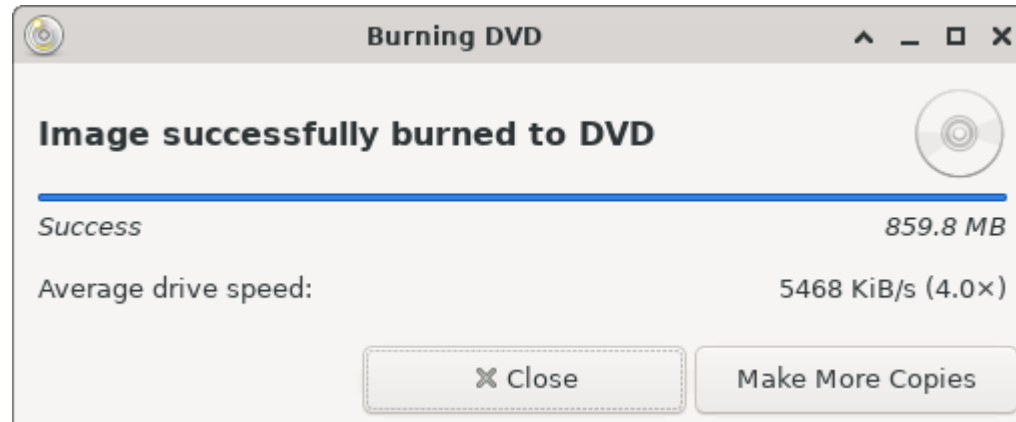 Burning DVD
Image successfully burned to DVD
Success 859.8 MB
Average drive speed: 5468 KiB/s (4.0×)
Close Make More Copies